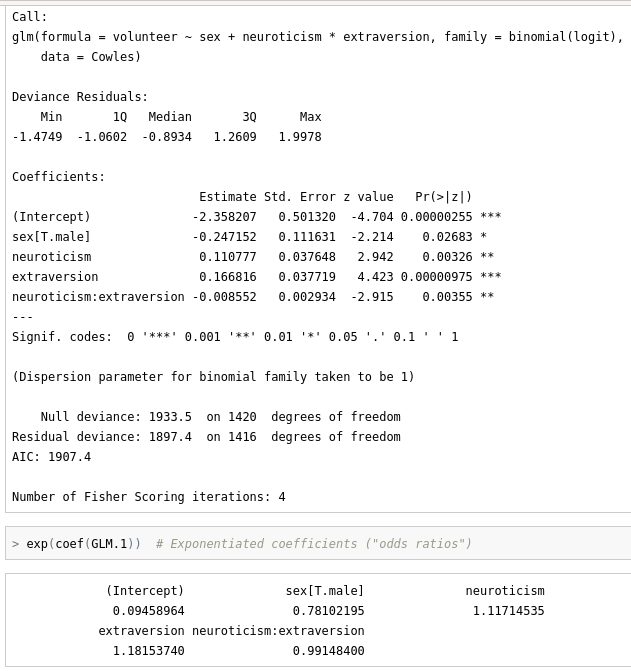 Call:
glm(formula = volunteer ~ sex + neuroticism * extraversion, family = binomial(logit),
    data = Cowles)

Deviance Residuals:
    Min       1Q   Median       3Q      Max
-1.4749  -1.0602  -0.8934   1.2609   1.9978

Coefficients:
                          Estimate Std. Error z value   Pr(>|z|)
(Intercept)              -2.358207   0.501320  -4.704 0.00000255 ***
sex[T.male]              -0.247152   0.111631  -2.214    0.02683 *
neuroticism               0.110777   0.037648   2.942    0.00326 **
extraversion              0.166816   0.037719   4.423 0.00000975 ***
neuroticism:extraversion -0.008552   0.002934  -2.915    0.00355 **
---
Signif. codes:  0 '***' 0.001 '**' 0.01 '*' 0.05 '.' 0.1 ' ' 1

(Dispersion parameter for binomial family taken to be 1)

    Null deviance: 1933.5  on 1420  degrees of freedom
Residual deviance: 1897.4  on 1416  degrees of freedom
AIC: 1907.4

Number of Fisher Scoring iterations: 4

> exp(coef(GLM.1))  # Exponentiated coefficients ("odds ratios")

             (Intercept)              sex[T.male]              neuroticism
              0.09458964               0.78102195               1.11714535
            extraversion neuroticism:extraversion
              1.18153740               0.99148400